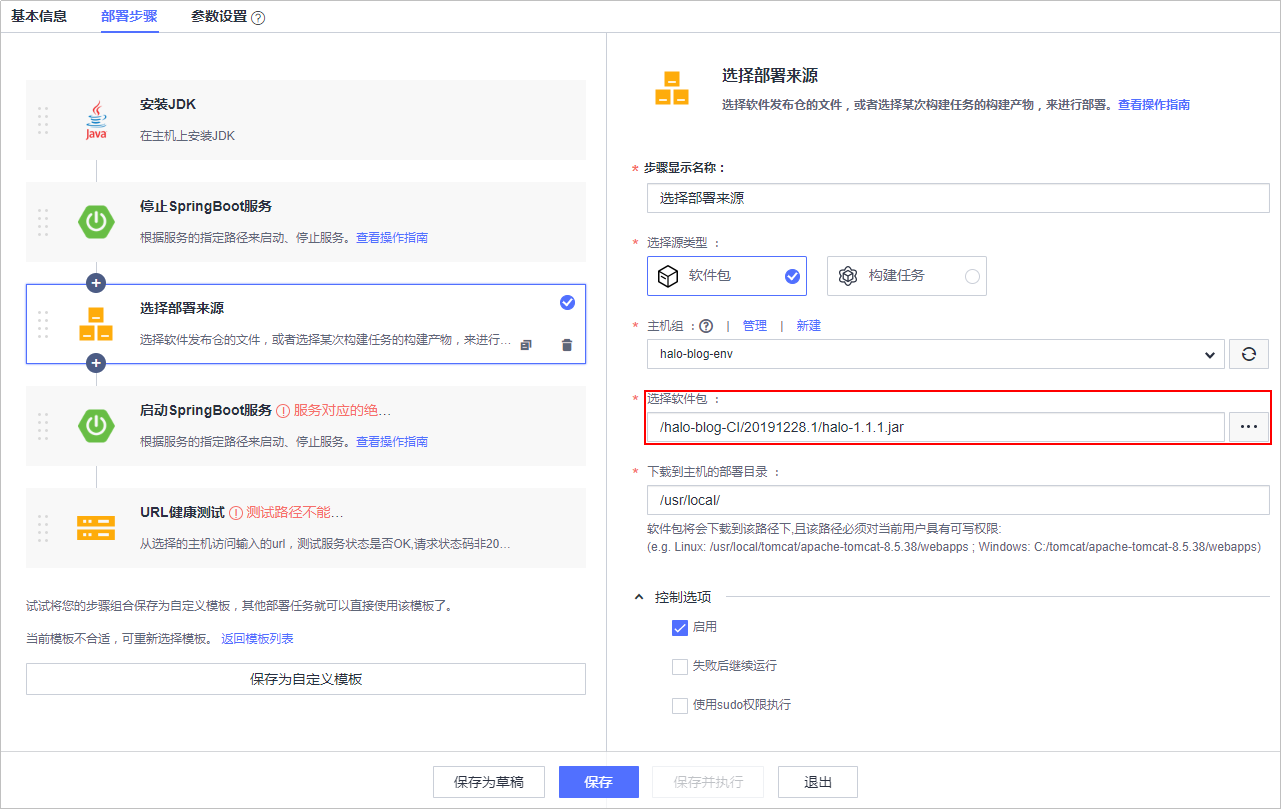 基本信息
部署步骤
参数设置
安装JDK
在主机上安装JDK
Java
停止SpringBoot服务
根据服务的指定路径来启动、停止服务。查看操作指南
选择部署来源
选择软件发布仓的文件，或者选择某次构建任务的构建产物，来进行…
启动SpringBoot服务 服务对应的绝…
根据服务的指定路径来启动、停止服务。查看操作指南
URL健康测试 测试路径不能…
从选择的主机访问输入的url，测试服务状态是否OK,请求状态码非20…
试试将您的步骤组合保存为自定义模板，其他部署任务就可以直接使用该模板了。
当前模板不合适，可重新选择模板。 返回模板列表
保存为自定义模板
选择部署来源
选择软件发布仓的文件，或者选择某次构建任务的构建产物，来进行部署。查看操作指南
* 步骤显示名称：
选择部署来源
* 选择源类型 ：
软件包
构建任务
* 主机组 ： | 管理 | 新建
halo-blog-env
* 选择软件包 ：
/halo-blog-CI/20191228.1/halo-1.1.1.jar
* 下载到主机的部署目录 ：
/usr/local/
软件包将会下载到该路径下,且该路径必须对当前用户具有可写权限:
(e.g. Linux: /usr/local/tomcat/apache-tomcat-8.5.38/webapps ; Windows: C:/tomcat/apache-tomcat-8.5.38/webapps)
控制选项
启用
失败后继续运行
使用sudo权限执行
保存为草稿
保存
保存并执行
退出